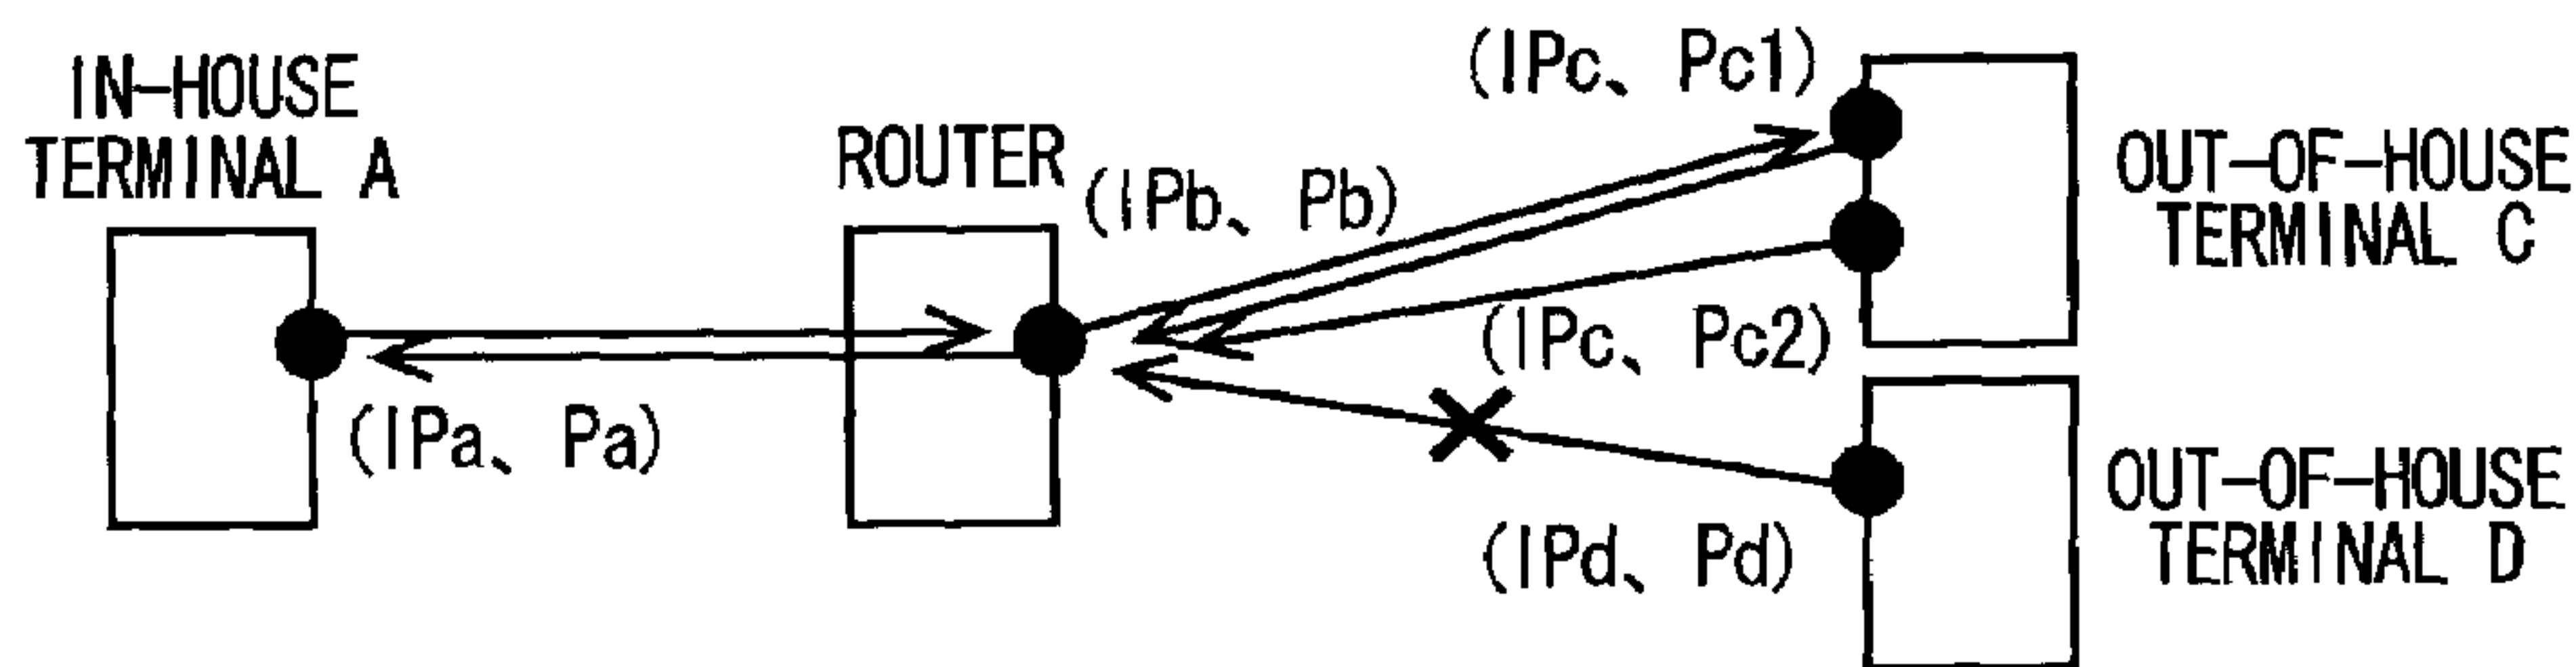 IN-HOUSE
TERMINAL A
ROUTER
(IPa、Pa)
(IPb、Pb)
(IPc、Pc1)
(IPc、Pc2)
(IPd、Pd)
OUT-OF-HOUSE
TERMINAL C
OUT-OF-HOUSE
TERMINAL D